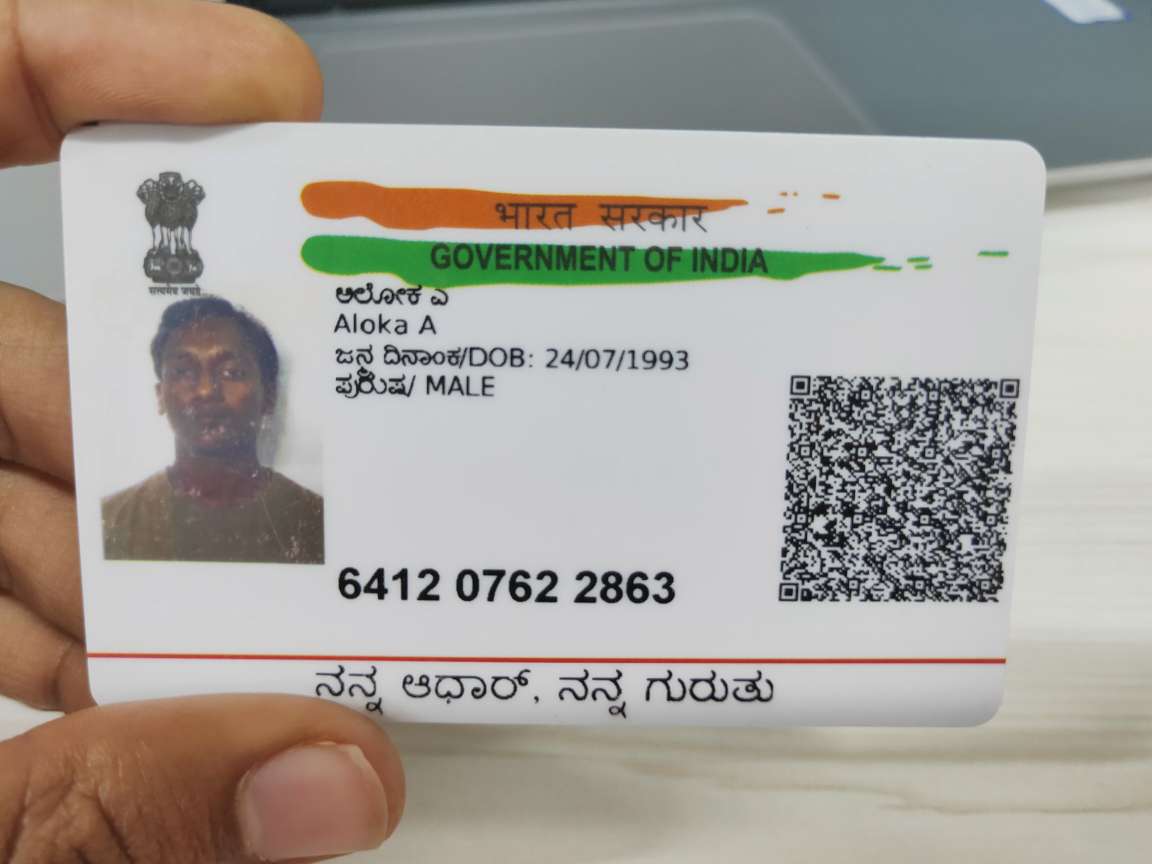 सत्यमेव जयते
भारत सरकार
GOVERNMENT OF INDIA
ಆಲೋಕ ಎ
Aloka A
ಜನ್ಮ ದಿನಾಂಕ/DOB: 24/07/1993
ಪುರುಷ/ MALE
6412 0762 2863
ನನ್ನ ಆಧಾರ್, ನನ್ನ ಗುರುತು